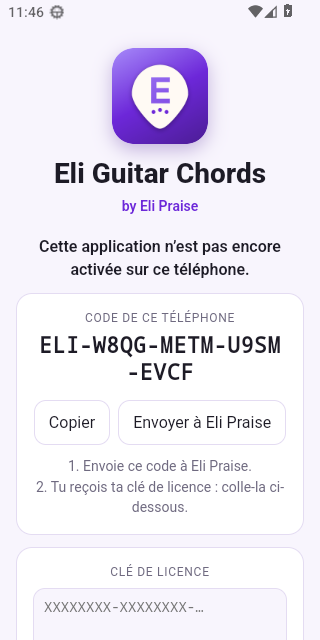 11:46
E
Eli Guitar Chords
by Eli Praise
Cette application n'est pas encore
activée sur ce téléphone.
CODE DE CE TÉLÉPHONE
ELI-W8QG-METM-U9SM
-EVCF
Copier
Envoyer à Eli Praise
1. Envoie ce code à Eli Praise.
2. Tu reçois ta clé de licence : colle-la ci-
dessous.
CLÉ DE LICENCE
XXXXXXXX-XXXXXXXX-…